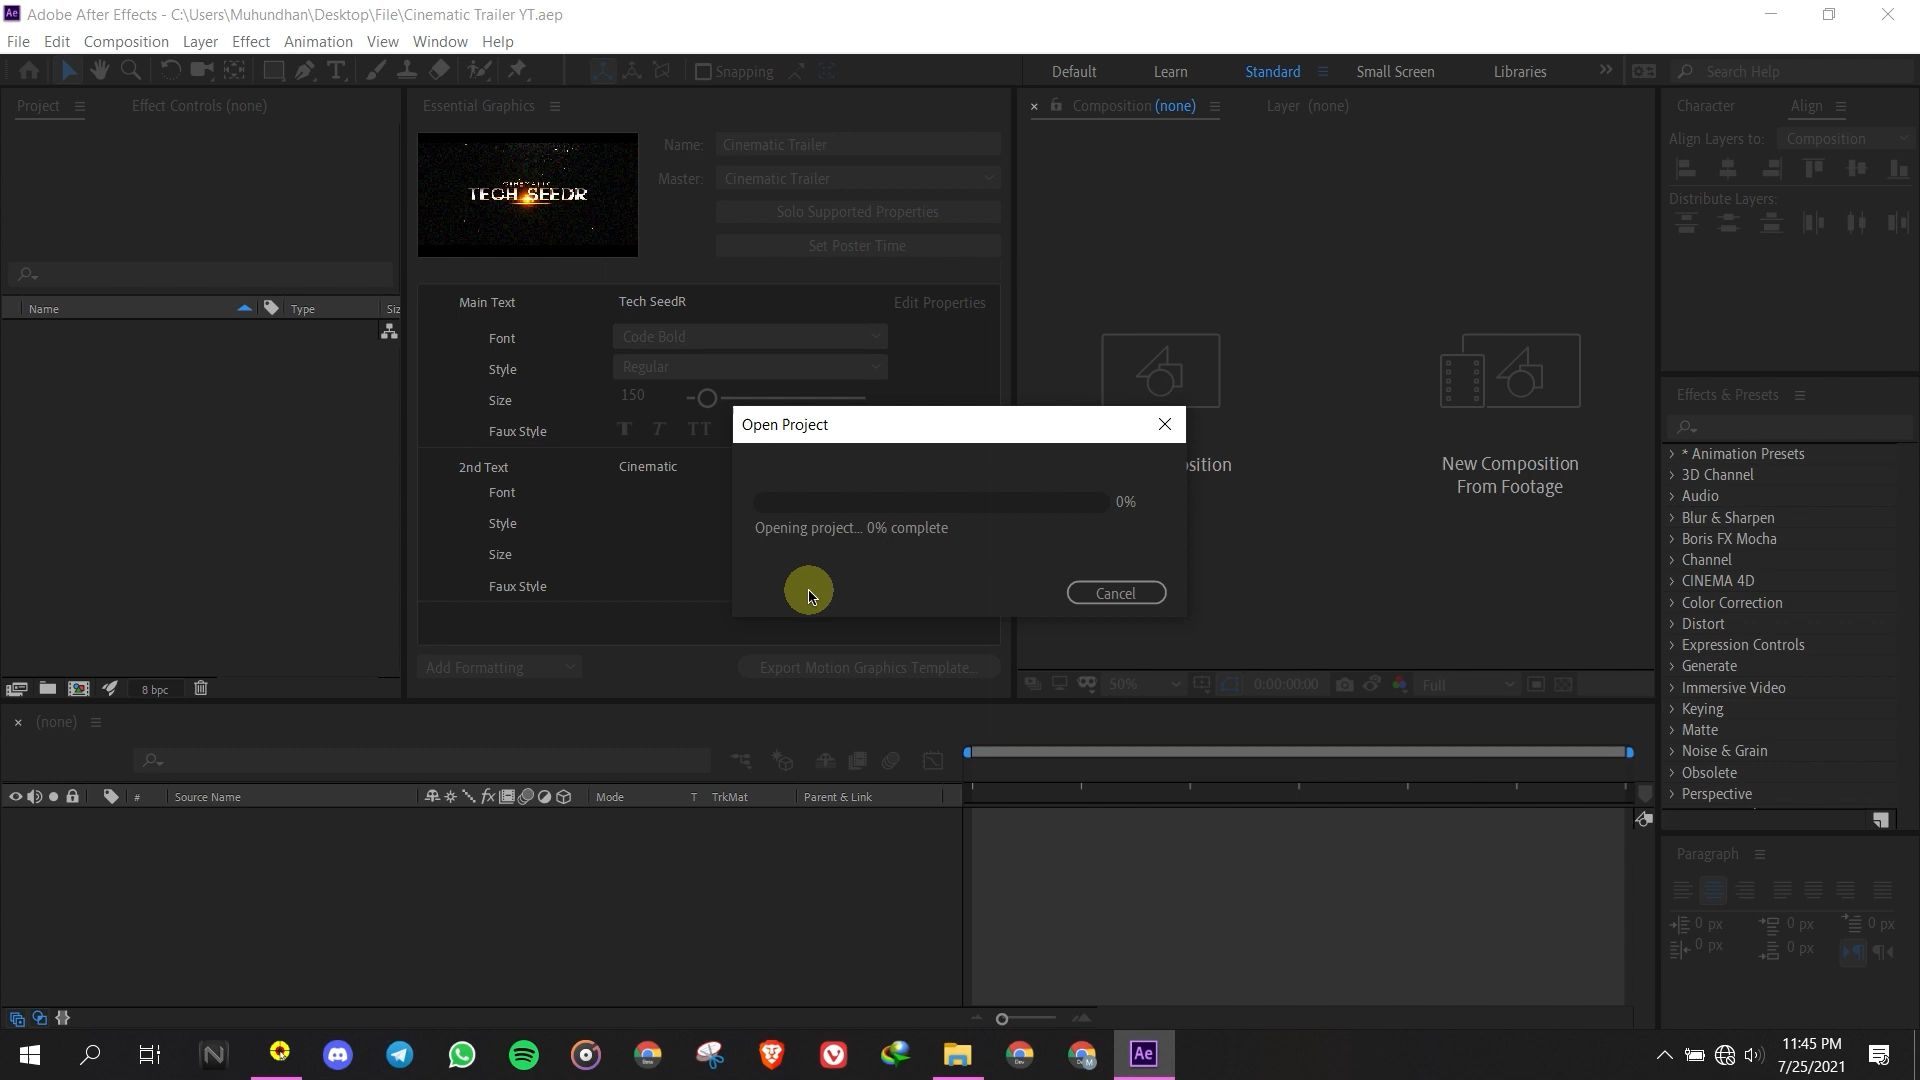 Adobe After Effects - C:\Users\Muhundhan\Desktop\File\Cinematic Trailer YT.aep
File Edit Composition Layer Effect Animation View Window Help
Snapping Default Learn Standard Small Screen Libraries Search Help
Project Effect Controls (none)
Name Type Siz
8 bpc
Essential Graphics
TECH SEEDR
Name: Cinematic Trailer
Master: Cinematic Trailer
Solo Supported Properties
Set Poster Time
Main Text Tech SeedR Edit Properties
Font Code Bold
Style Regular
Size 150
Faux Style T T TT
2nd Text Cinematic
Font
Style
Size
Faux Style
Add Formatting Export Motion Graphics Template...
Open Project
0%
Opening project... 0% complete
Cancel
Composition (none) Layer (none)
sition
New Composition
From Footage
50% 0:00:00:00 Full
Character Align
Align Layers to: Composition
Distribute Layers:
Effects & Presets
* Animation Presets
3D Channel
Audio
Blur & Sharpen
Boris FX Mocha
Channel
CINEMA 4D
Color Correction
Distort
Expression Controls
Generate
Immersive Video
Keying
Matte
Noise & Grain
Obsolete
Perspective
Paragraph
0 px 0 px 0 px
0 px 0 px
(none)
# Source Name fx Mode T TrkMat Parent & Link
Ae
11:45 PM
7/25/2021